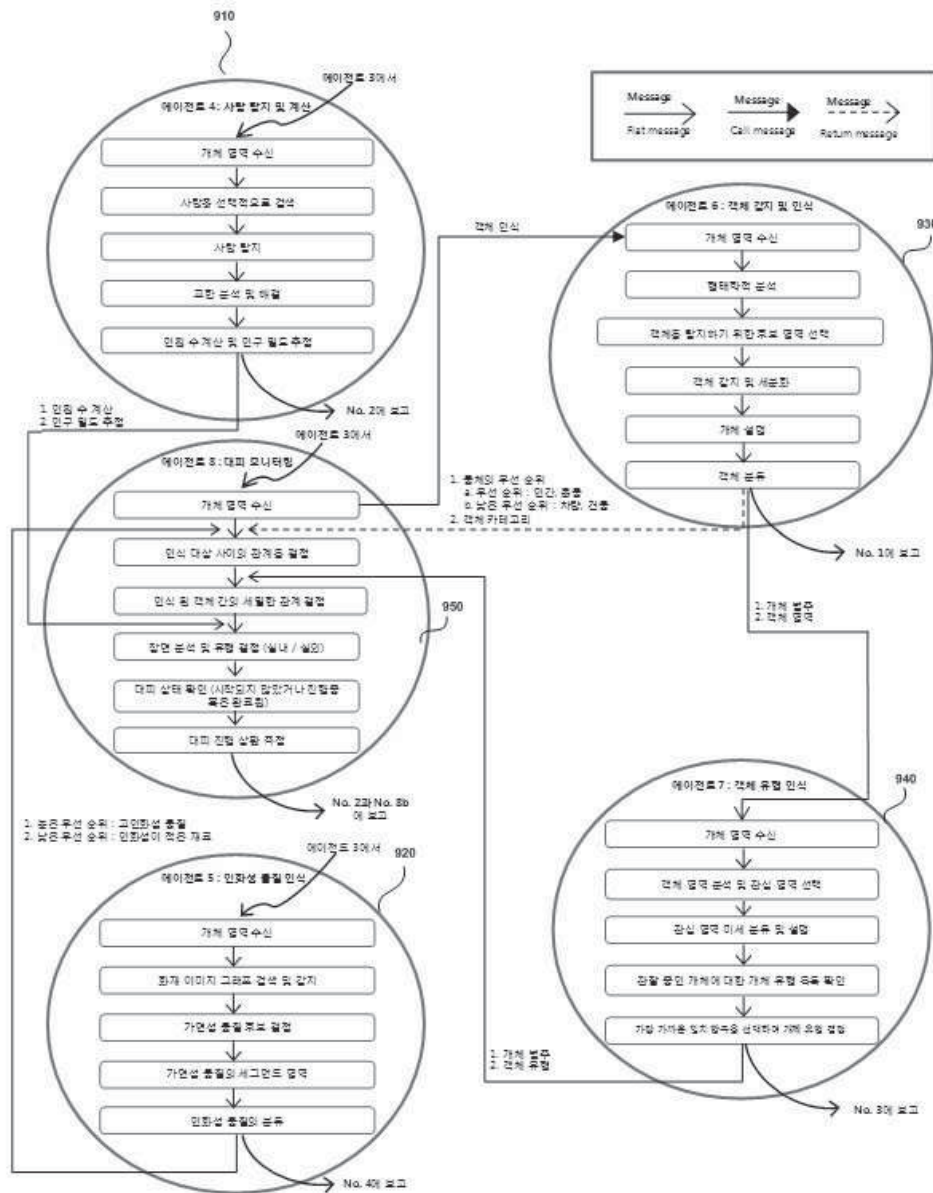 910
에이전트 3에서
에이전트 4 : 사람 탐지 및 계산
개체 영역 수신
사람을 선택적으로 검색
사람 탐지
교란 분석 및 해결
인원 수 계산 및 인구 밀도 추정
No. 2에 보고
1. 인원 수 계산
2. 인구 밀도 추정
Message
Flat message
Message
Call message
Message
Return message
객체 인식
에이전트 6 : 객체 감지 및 인식
930
개체 영역 수신
형태학적 분석
객체를 탐지하기 위한 후보 영역 선택
객체 감지 및 세분화
개체 설명
객체 분류
No. 1에 보고
1. 물체의 우선 순위
a. 우선 순위 : 인간, 동물
b. 낮은 우선 순위 : 차량, 건물
2. 객체 카테고리
1. 개체 범주
2. 객체 영역
에이전트 3에서
에이전트 8 : 대피 모니터링
개체 영역 수신
인식 대상 사이의 관계를 결정
인식 된 객체 간의 세밀한 관계 결정
950
장면 분석 및 유형 결정 (실내 / 실외)
대피 상태 확인 (시작되지 않았거나 진행중
혹은 완료됨)
대피 진행 상황 측정
No. 2과 No. 8b
에 보고
1. 높은 우선 순위 : 고인화성 물질
2. 낮은 우선 순위 : 인화성이 적은 재료
에이전트 3에서
920
에이전트 5 : 인화성 물질 인식
개체 영역 수신
화재 이미지 그래프 검색 및 감지
가연성 물질 후보 결정
가연성 물질의 세그먼트 영역
인화성 물질의 분류
No. 4에 보고
940
에이전트 7 : 객체 유형 인식
개체 영역 수신
객체 영역 분석 및 관심 영역 선택
관심 영역 미세 분류 및 설명
관찰 중인 개체에 대한 개체 유형 목록 확인
가장 가까운 일치 항목을 선택하여 개체 유형 결정
1. 개체 범주
2. 객체 유형
No. 3에 보고